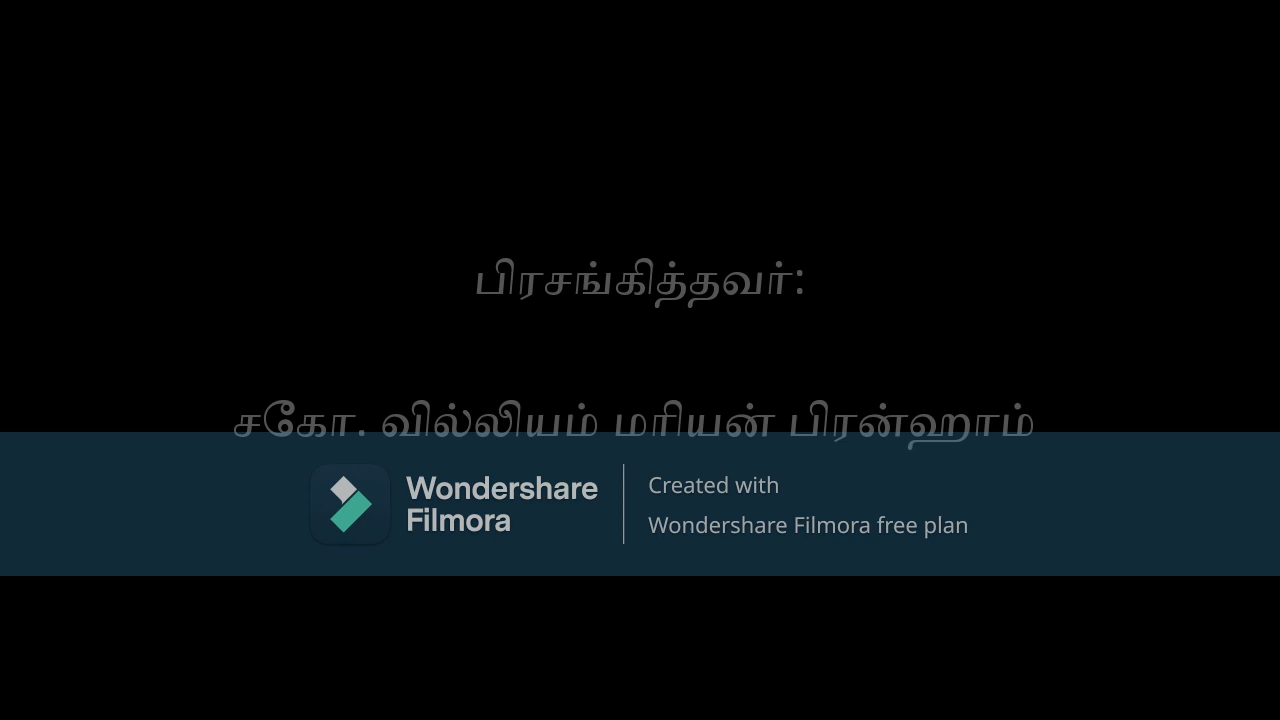 பிரசங்கித்தவர்:
சகோ. வில்லியம் மரியன் பிரன்ஹாம்
Wondershare
Filmora
Created with
Wondershare Filmora free plan